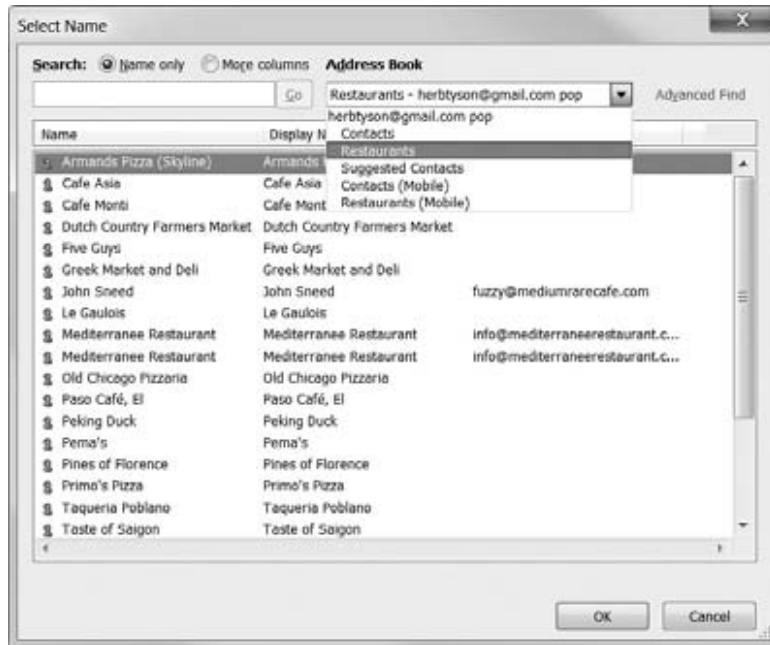 Select Name
Search: Name only More columns Address Book
Go Restaurants - herbtyson@gmail.com pop Advanced Find
herbtyson@gmail.com pop
Contacts
Restaurants
Suggested Contacts
Contacts (Mobile)
Restaurants (Mobile)
Name Display N
Armands Pizza (Skyline) Armands
Cafe Asia Cafe Asia
Cafe Monti Cafe Mont
Dutch Country Farmers Market Dutch Country Farmers Market
Five Guys Five Guys
Greek Market and Deli Greek Market and Deli
John Sneed John Sneed fuzzy@mediumrarecafe.com
Le Gaulois Le Gaulois
Mediterranee Restaurant Mediterranee Restaurant info@mediterraneerestaurant.c...
Mediterranee Restaurant Mediterranee Restaurant info@mediterraneerestaurant.c...
Old Chicago Pizzaria Old Chicago Pizzaria
Paso Café, El Paso Café, El
Peking Duck Peking Duck
Pema's Pema's
Pines of Florence Pines of Florence
Primo's Pizza Primo's Pizza
Taqueria Poblano Taqueria Poblano
Taste of Saigon Taste of Saigon
OK Cancel